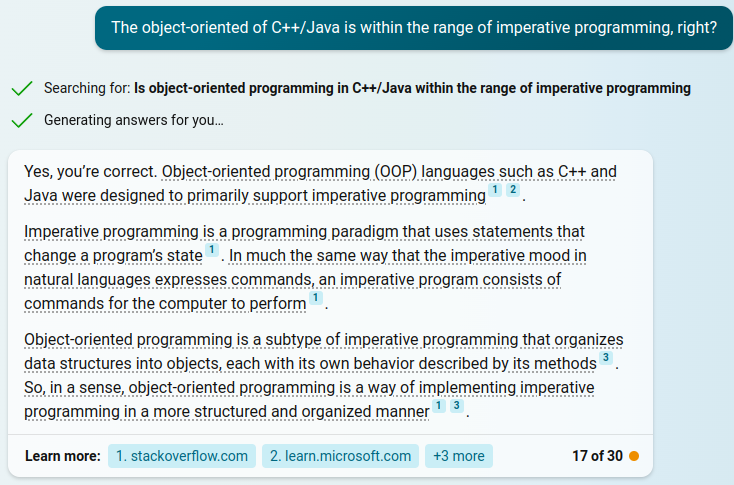 The object-oriented of C++/Java is within the range of imperative programming, right?
Searching for: Is object-oriented programming in C++/Java within the range of imperative programming
Generating answers for you…
Yes, you’re correct. Object-oriented programming (OOP) languages such as C++ and
Java were designed to primarily support imperative programming 1 2 .
Imperative programming is a programming paradigm that uses statements that
change a program’s state 1 . In much the same way that the imperative mood in
natural languages expresses commands, an imperative program consists of
commands for the computer to perform 1 .
Object-oriented programming is a subtype of imperative programming that organizes
data structures into objects, each with its own behavior described by its methods 3 .
So, in a sense, object-oriented programming is a way of implementing imperative
programming in a more structured and organized manner 1 3 .
Learn more: 1. stackoverflow.com 2. learn.microsoft.com +3 more 17 of 30